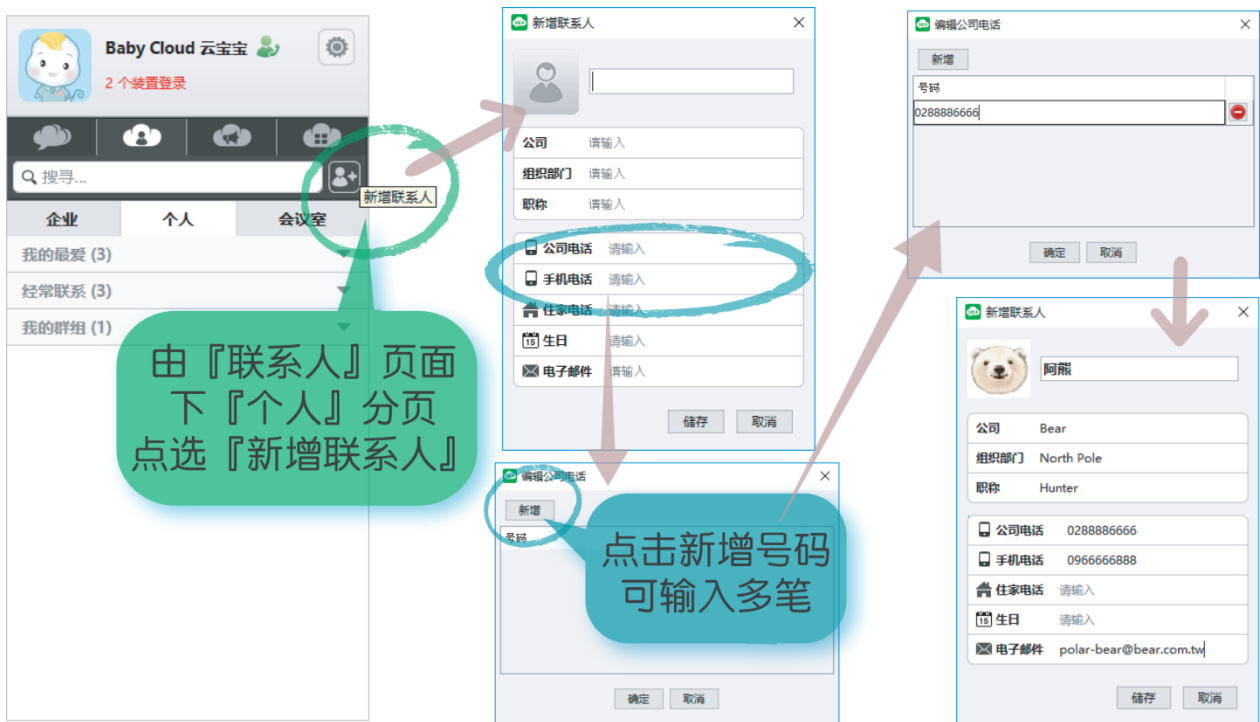 Baby Cloud 云宝宝
2 个装置登录
搜寻...
新增联系人
企业
个人
会议室
我的最爱 (3)
经常联系 (3)
我的群组 (1)
由『联系人』页面
下『个人』分页
点选『新增联系人』
新增联系人
公司 请输入
组织部门 请输入
职称 请输入
公司电话 请输入
手机电话 请输入
住家电话 请输入
15 生日 请输入
电子邮件 请输入
储存 取消
编辑公司电话
新增
号码
点击新增号码
可输入多笔
确定 取消
编辑公司电话
新增
号码
0288886666
确定 取消
新增联系人
阿熊
公司 Bear
组织部门 North Pole
职称 Hunter
公司电话 0288886666
手机电话 0966666888
住家电话 请输入
15 生日 请输入
电子邮件 polar-bear@bear.com.tw
储存 取消